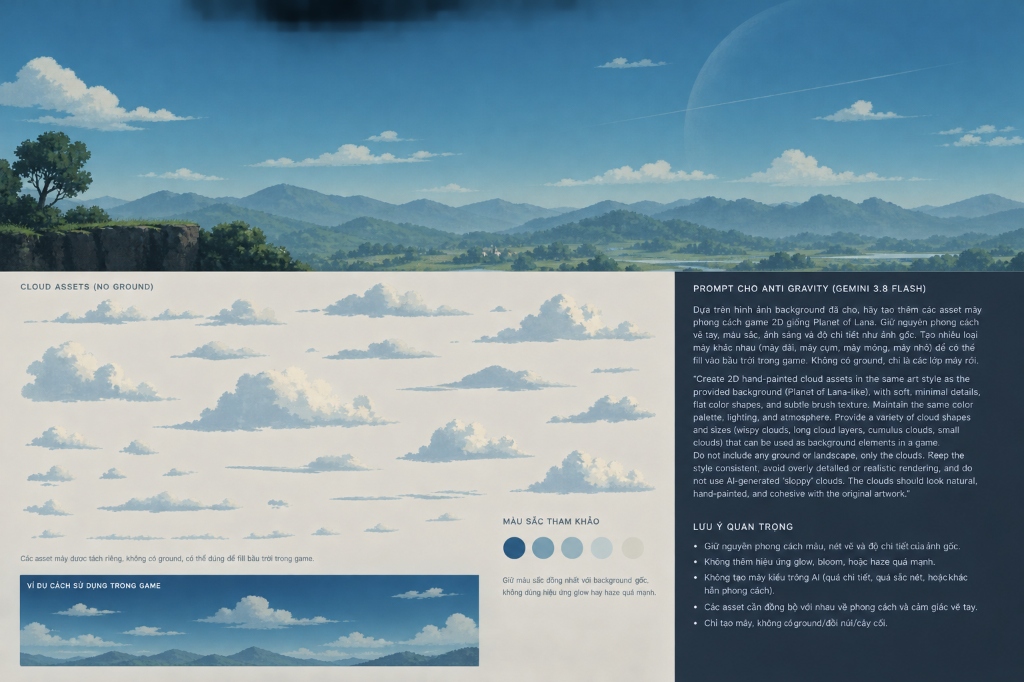 CLOUD ASSETS (NO GROUND)
Các asset mây được tách riêng, không có ground, có thể dùng để fill bầu trời trong game.
VÍ DỤ CÁCH SỬ DỤNG TRONG GAME
MÀU SẮC THAM KHẢO
Giữ màu sắc đồng nhất với background gốc,
không dùng hiệu ứng glow hay haze quá mạnh.
PROMPT CHO ANTI GRAVITY (GEMINI 3.8 FLASH)
Dựa trên hình ảnh background đã cho, hãy tạo thêm các asset mây
phong cách game 2D giống Planet of Lana. Giữ nguyên phong cách
vẽ tay, màu sắc, ánh sáng và độ chi tiết như ảnh gốc. Tạo nhiều loại
mây khác nhau (mây dài, mây cụm, mây mỏng, mây nhỏ) để có thể
fill vào bầu trời trong game. Không có ground, chỉ là các lớp mây rời.
"Create 2D hand-painted cloud assets in the same art style as the
provided background (Planet of Lana-like), with soft, minimal details,
flat color shapes, and subtle brush texture. Maintain the same color
palette, lighting, and atmosphere. Provide a variety of cloud shapes
and sizes (wispy clouds, long cloud layers, cumulus clouds, small
clouds) that can be used as background elements in a game.
Do not include any ground or landscape, only the clouds. Keep the
style consistent, avoid overly detailed or realistic rendering, and do
not use AI-generated 'sloppy' clouds. The clouds should look natural,
hand-painted, and cohesive with the original artwork."
LƯU Ý QUAN TRỌNG
• Giữ nguyên phong cách màu, nét vẽ và độ chi tiết của ảnh gốc.
• Không thêm hiệu ứng glow, bloom, hoặc haze quá mạnh.
• Không tạo mây kiểu trông AI (quá chi tiết, quá sắc nét, hoặc khác
hẳn phong cách).
• Các asset cần đồng bộ với nhau về phong cách và cảm giác vẽ tay.
• Chỉ tạo mây, không có ground/đồi núi/cây cối.